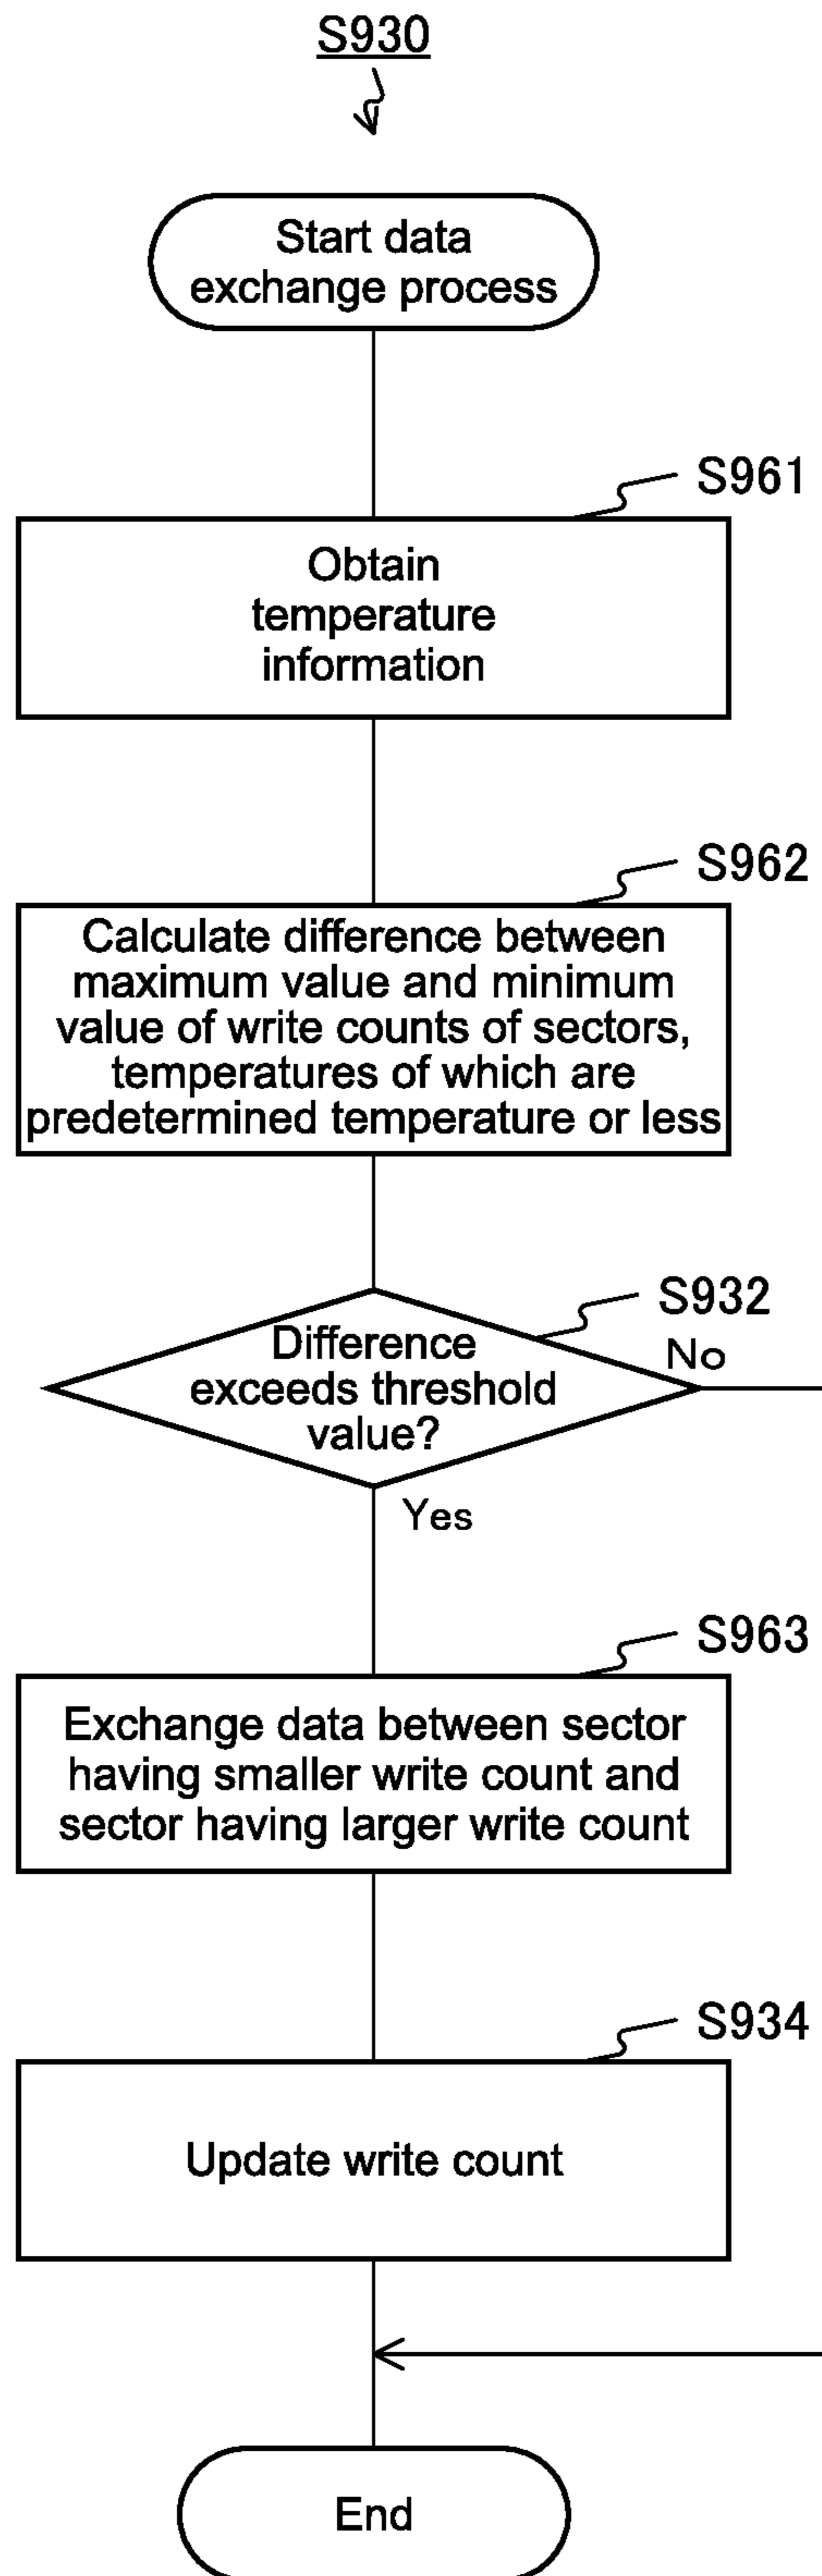 S930
Start data
exchange process
S961
Obtain
temperature
information
S962
Calculate difference between
maximum value and minimum
value of write counts of sectors,
temperatures of which are
predetermined temperature or less
S932
Difference
exceeds threshold
value?
No
Yes
S963
Exchange data between sector
having smaller write count and
sector having larger write count
S934
Update write count
End